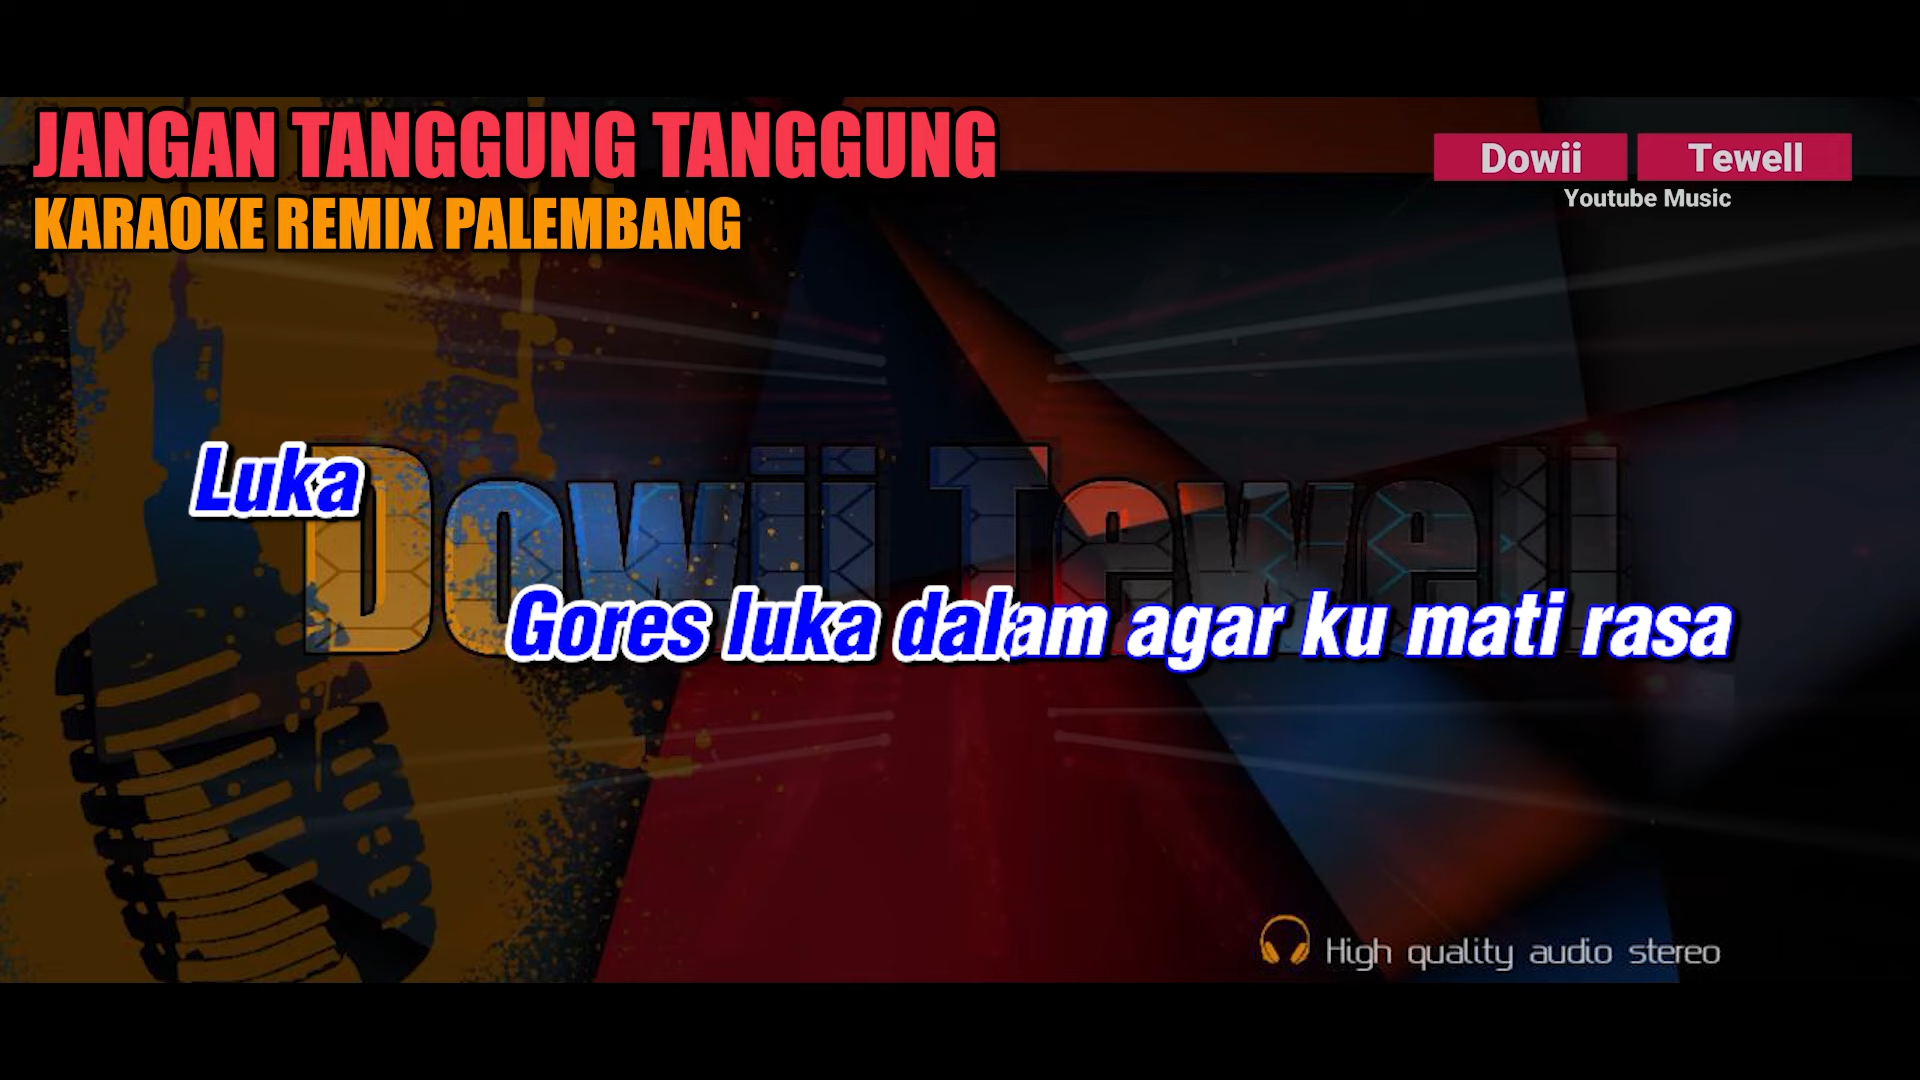 JANGAN TANGGUNG TANGGUNG
KARAOKE REMIX PALEMBANG
Dowii Tewell
Youtube Music
Luka
Dowii Tewell
Gores luka dalam agar ku mati rasa
High quality audio stereo